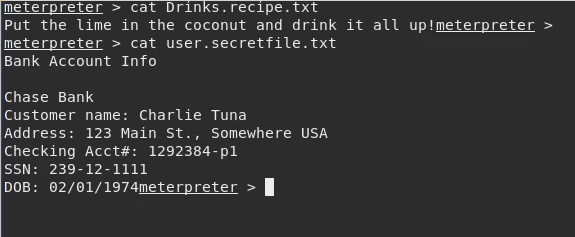 meterpreter > cat Drinks.recipe.txt
Put the lime in the coconut and drink it all up!meterpreter >
meterpreter > cat user.secretfile.txt
Bank Account Info
Chase Bank
Customer name: Charlie Tuna
Address: 123 Main St., Somewhere USA
Checking Acct#: 1292384-p1
SSN: 239-12-1111
DOB: 02/01/1974meterpreter >